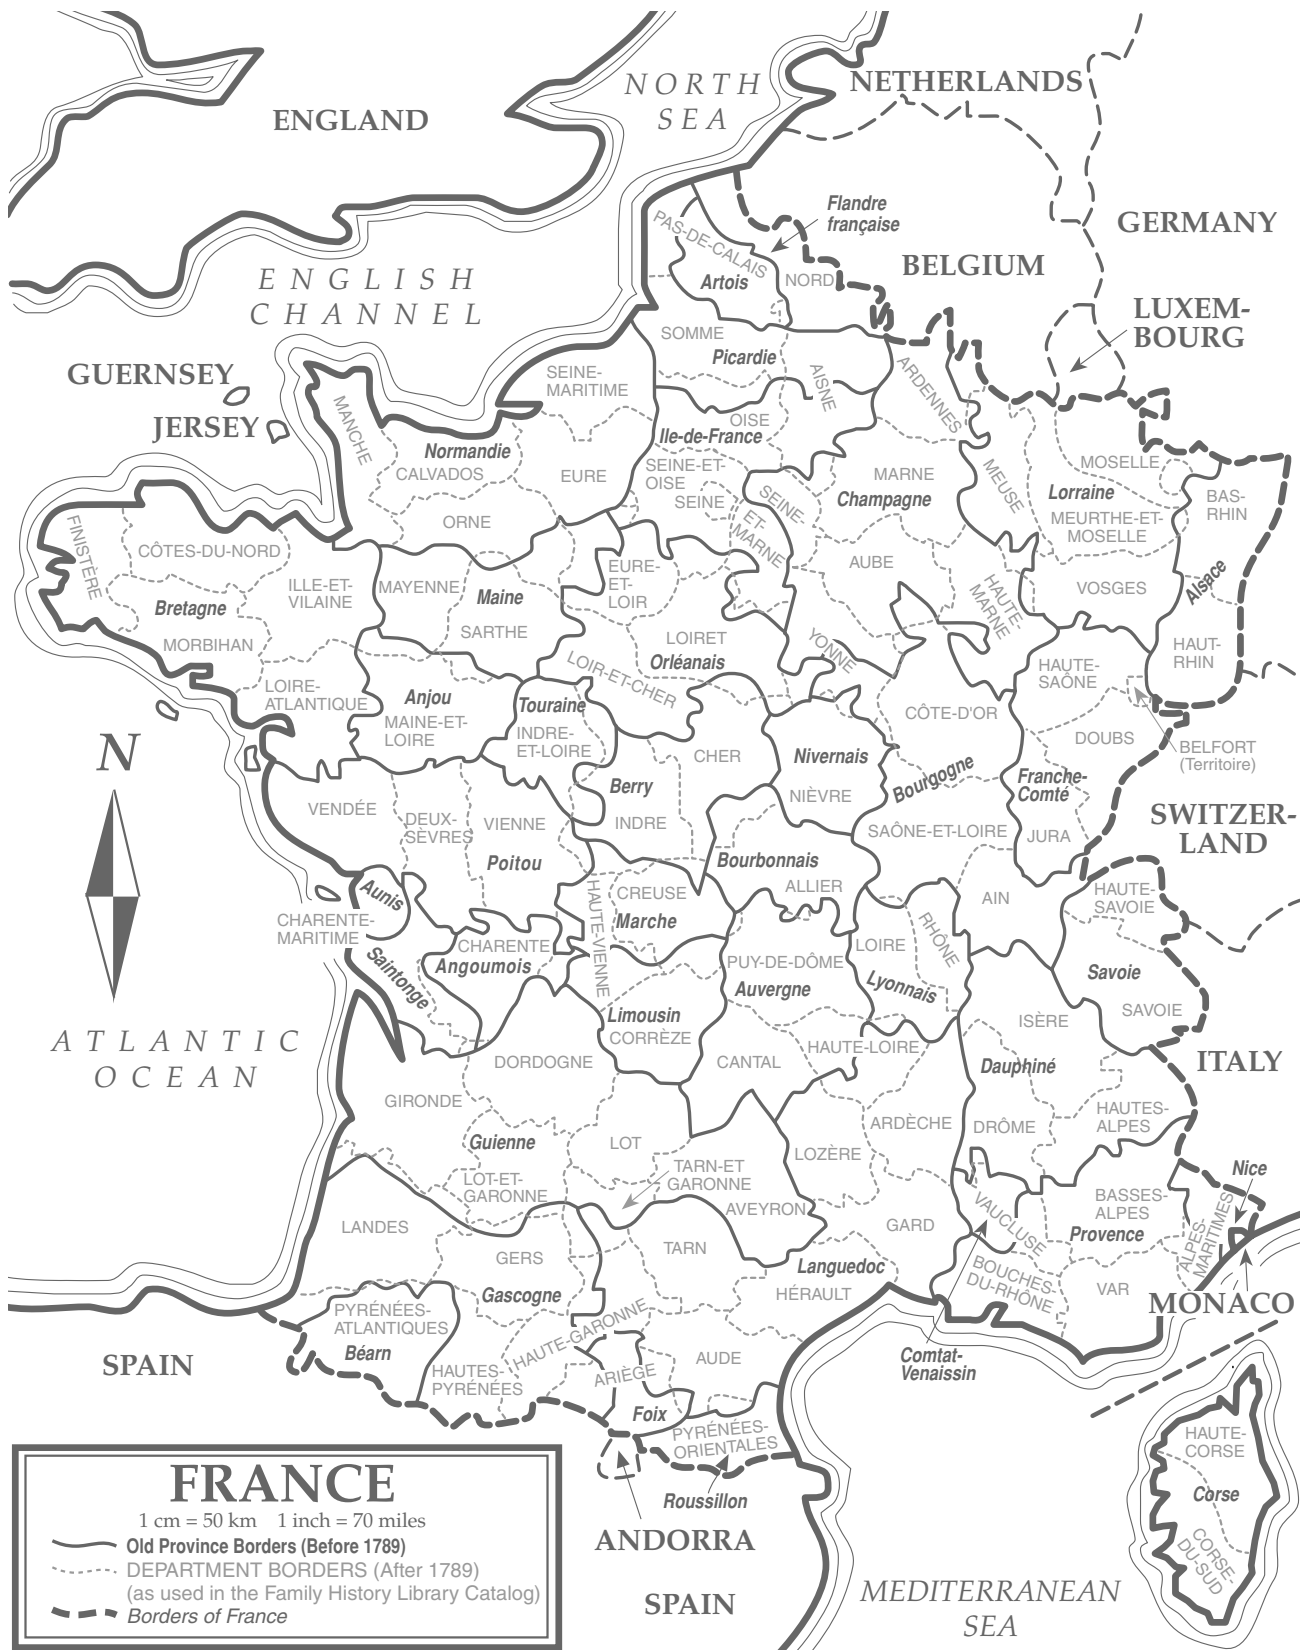 NORTH
SEA
NETHERLANDS
ENGLAND
Flandre
française
GERMANY
PAS-DE-CALAIS
BELGIUM
ENGLISH
CHANNEL
Artois
NORD
LUXEM-
BOURG
SOMME
Picardie
GUERNSEY
SEINE-
MARITIME
AISNE
ARDENNES
JERSEY
MANCHE
OISE
Normandie
Ile-de-France
CALVADOS
EURE
SEINE-ET-
OISE
SEINE
SEINE-
ET-
MARNE
MARNE
Champagne
MEUSE
MOSELLE
Lorraine
MEURTHE-ET-
MOSELLE
BAS-
RHIN
FINISTÈRE
ORNE
CÔTES-DU-NORD
ILLE-ET-
VILAINE
MAYENNE
Maine
EURE-
ET-
LOIR
AUBE
HAUTE-
MARNE
VOSGES
Alsace
Bretagne
MORBIHAN
SARTHE
LOIRET
Orléanais
YONNE
HAUTE-
SAÔNE
HAUT-
RHIN
LOIRE-
ATLANTIQUE
Anjou
MAINE-ET-
LOIRE
Touraine
INDRE-
ET-LOIRE
LOIR-ET-CHER
CÔTE-D'OR
DOUBS
BELFORT
(Territoire)
N
CHER
Nivernais
NIÈVRE
Bourgogne
Franche-
Comté
Berry
INDRE
VENDÉE
DEUX-
SÈVRES
VIENNE
Poitou
SAÔNE-ET-LOIRE
JURA
SWITZER-
LAND
Bourbonnais
ALLIER
Aunis
HAUTE-VIENNE
CREUSE
Marche
AIN
HAUTE-
SAVOIE
CHARENTE-
MARITIME
CHARENTE
Angoumois
Saintonge
PUY-DE-DÔME
Auvergne
LOIRE
RHÔNE
Lyonnais
Savoie
SAVOIE
Limousin
CORRÈZE
ISÈRE
ATLANTIC
OCEAN
DORDOGNE
CANTAL
HAUTE-LOIRE
Dauphiné
ITALY
GIRONDE
Guienne
LOT
ARDÈCHE
DRÔME
HAUTES-
ALPES
LOZÈRE
LOT-ET-
GARONNE
TARN-ET
GARONNE
AVEYRON
Nice
LANDES
VAUCLUSE
BASSES-
ALPES
Provence
ALPES-
MARITIMES
GERS
TARN
GARD
Languedoc
HÉRAULT
BOUCHES-
DU-RHÔNE
VAR
MONACO
Gascogne
PYRÉNÉES-
ATLANTIQUES
Béarn
HAUTE-GARONNE
SPAIN
HAUTES-
PYRÉNÉES
ARIÈGE
AUDE
Comtat-
Venaissin
Foix
PYRÉNÉES-
ORIENTALES
HAUTE-
CORSE
Corse
CORSE-
DU-SUD
Roussillon
ANDORRA
SPAIN
MEDITERRANEAN
SEA
FRANCE
1 cm = 50 km 1 inch = 70 miles
Old Province Borders (Before 1789)
DEPARTMENT BORDERS (After 1789)
(as used in the Family History Library Catalog)
Borders of France